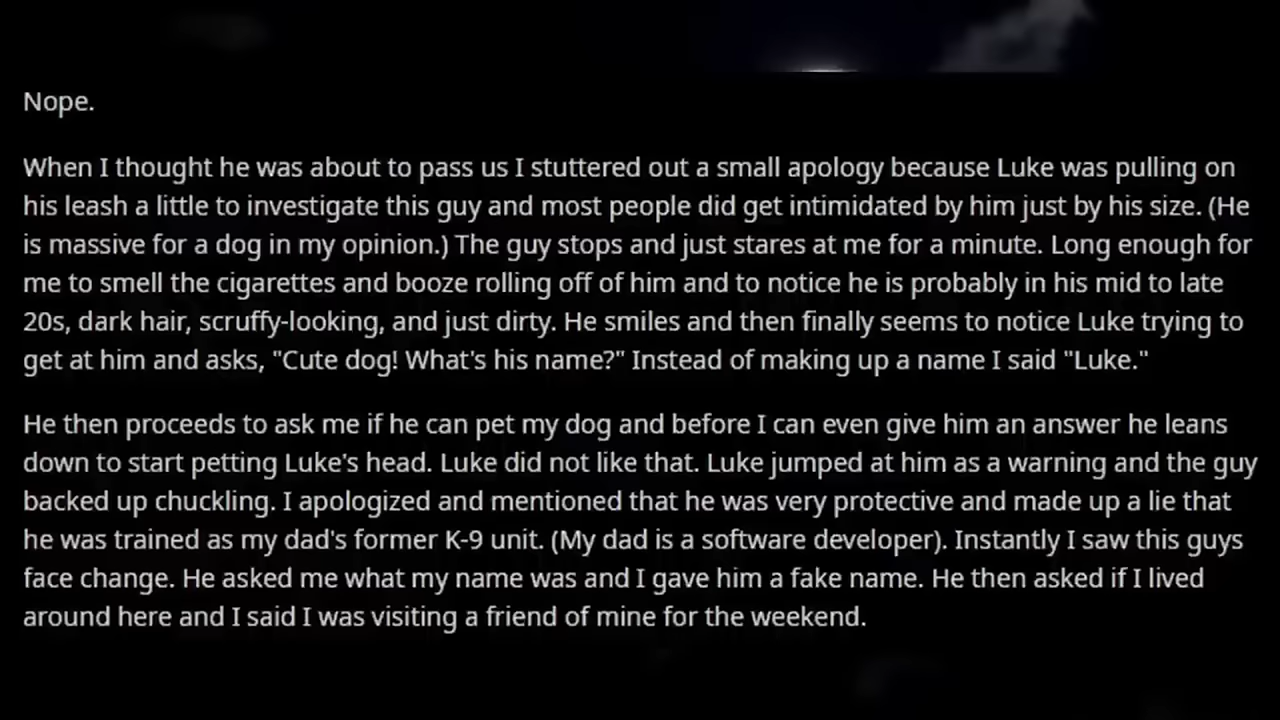 Nope.
When I thought he was about to pass us I stuttered out a small apology because Luke was pulling on
his leash a little to investigate this guy and most people did get intimidated by him just by his size. (He
is massive for a dog in my opinion.) The guy stops and just stares at me for a minute. Long enough for
me to smell the cigarettes and booze rolling off of him and to notice he is probably in his mid to late
20s, dark hair, scruffy-looking, and just dirty. He smiles and then finally seems to notice Luke trying to
get at him and asks, "Cute dog! What's his name?" Instead of making up a name I said "Luke."
He then proceeds to ask me if he can pet my dog and before I can even give him an answer he leans
down to start petting Luke's head. Luke did not like that. Luke jumped at him as a warning and the guy
backed up chuckling. I apologized and mentioned that he was very protective and made up a lie that
he was trained as my dad's former K-9 unit. (My dad is a software developer). Instantly I saw this guys
face change. He asked me what my name was and I gave him a fake name. He then asked if I lived
around here and I said I was visiting a friend of mine for the weekend.